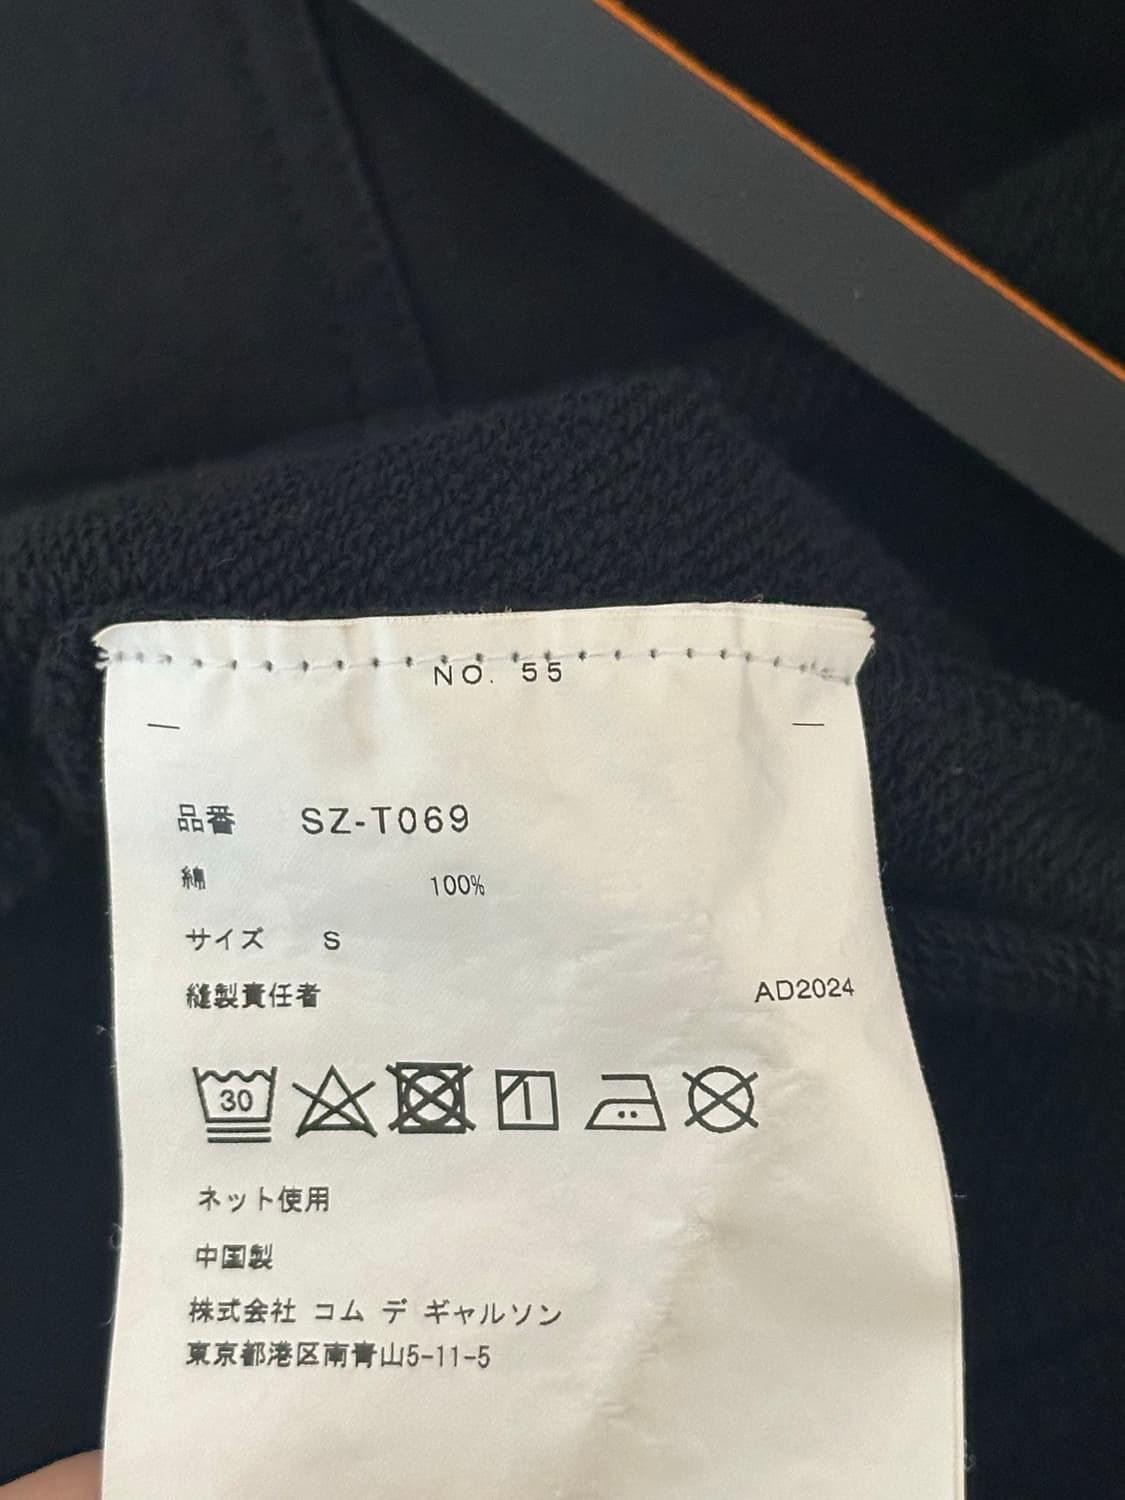 NO. 55
品番 SZ-T069
綿 100%
サイズ S
縫製責任者 AD2024
30
ネット使用
中国製
株式会社 コム デ ギャルソン
東京都港区南青山5-11-5